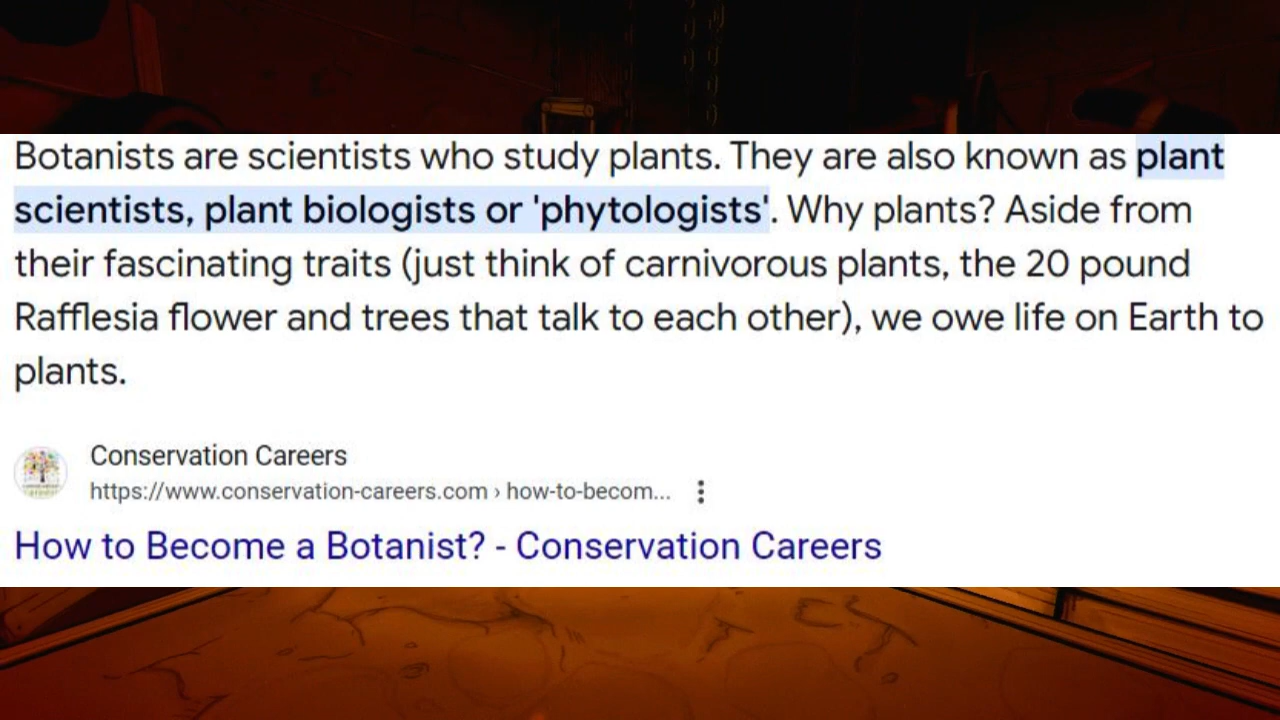 Botanists are scientists who study plants. They are also known as plant
scientists, plant biologists or 'phytologists'. Why plants? Aside from
their fascinating traits (just think of carnivorous plants, the 20 pound
Rafflesia flower and trees that talk to each other), we owe life on Earth to
plants.
Conservation Careers
https://www.conservation-careers.com › how-to-becom...
How to Become a Botanist? - Conservation Careers